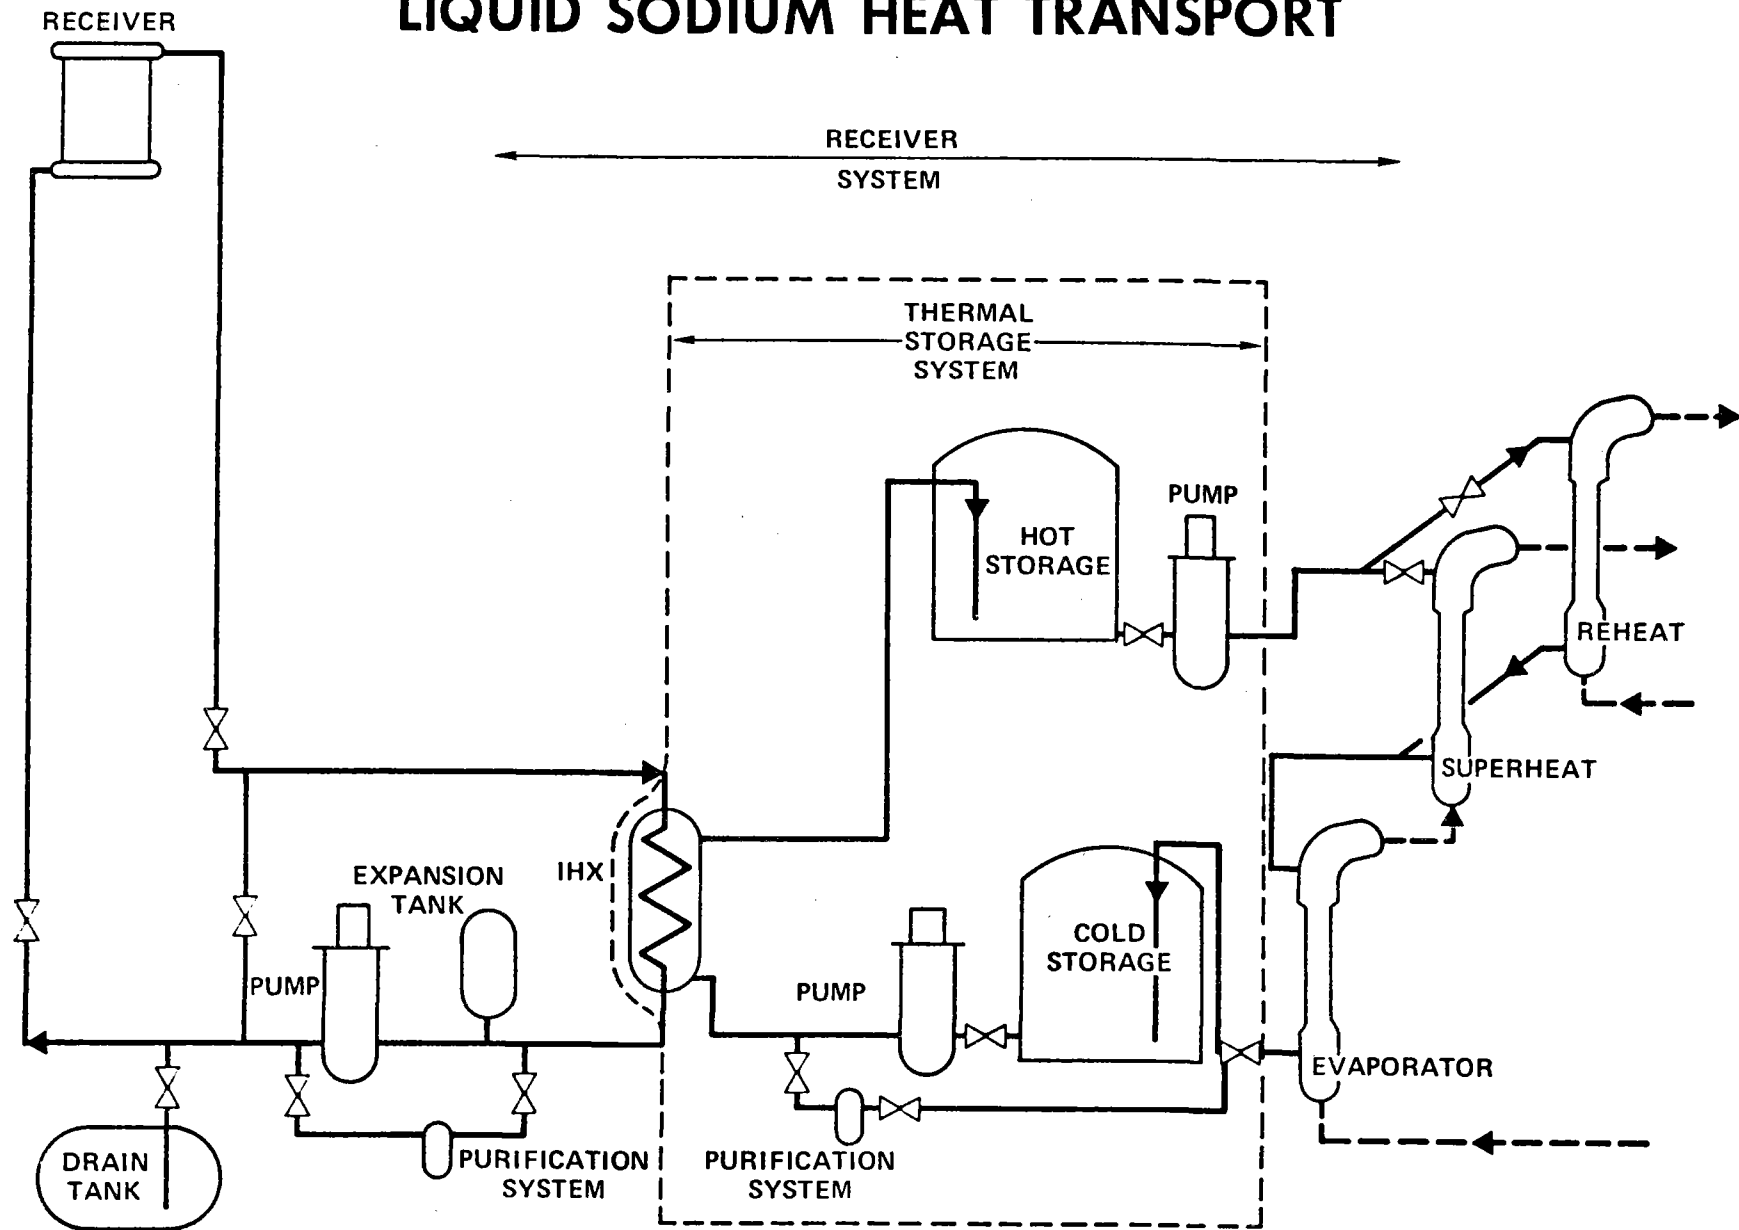 LIQUID SODIUM HEAT TRANSPORT
RECEIVER
RECEIVER
SYSTEM
THERMAL
STORAGE
SYSTEM
PUMP
HOT
STORAGE
REHEAT
SUPERHEAT
IHX
EXPANSION
TANK
COLD
STORAGE
PUMP
PUMP
EVAPORATOR
DRAIN
TANK
PURIFICATION
SYSTEM
PURIFICATION
SYSTEM